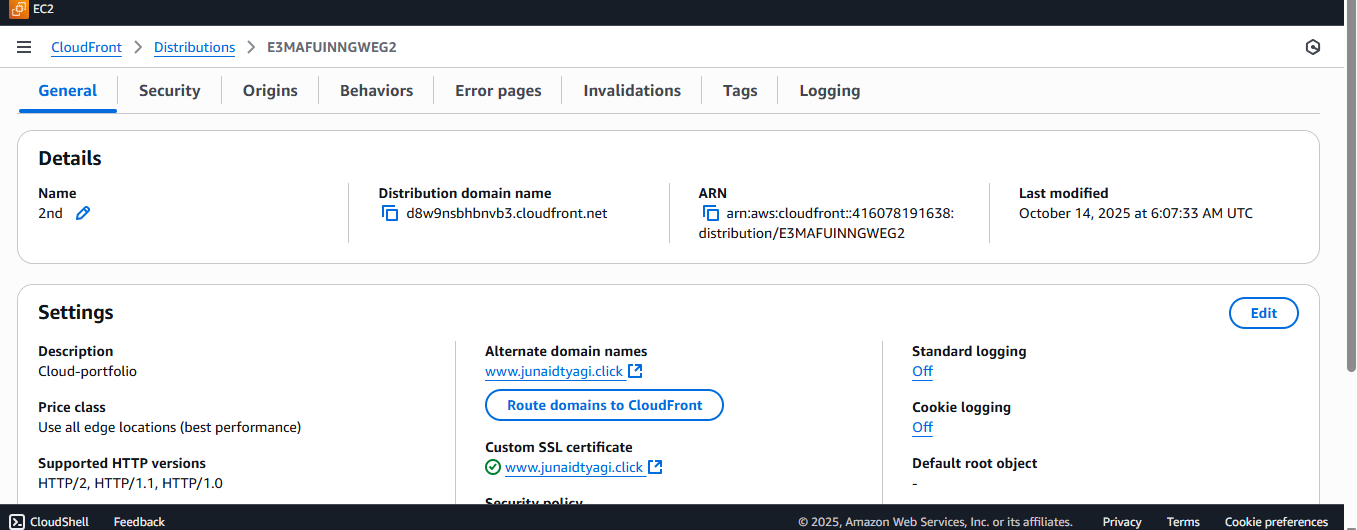 EC2
CloudFront > Distributions > E3MAFUINNGWEG2
General Security Origins Behaviors Error pages Invalidations Tags Logging
Details
Name
2nd
Distribution domain name
d8w9nsbhbnvb3.cloudfront.net
ARN
arn:aws:cloudfront::416078191638:
distribution/E3MAFUINNGWEG2
Last modified
October 14, 2025 at 6:07:33 AM UTC
Settings
Edit
Description
Cloud-portfolio
Price class
Use all edge locations (best performance)
Supported HTTP versions
HTTP/2, HTTP/1.1, HTTP/1.0
Alternate domain names
www.junaidtyagi.click
Route domains to CloudFront
Custom SSL certificate
www.junaidtyagi.click
Security policy
Standard logging
Off
Cookie logging
Off
Default root object
-
CloudShell Feedback © 2025, Amazon Web Services, Inc. or its affiliates. Privacy Terms Cookie preferences